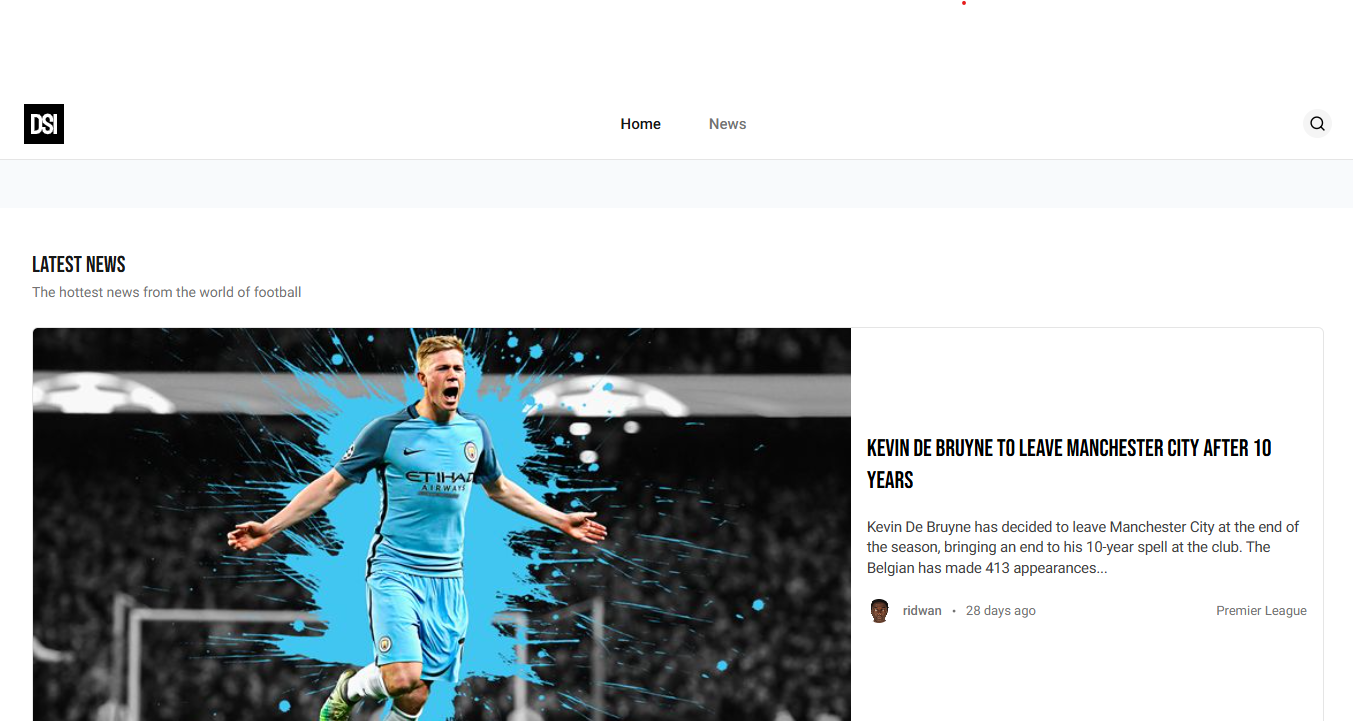 DSI
Home
News
LATEST NEWS
The hottest news from the world of football
ETIHAD
AIRWAYS
KEVIN DE BRUYNE TO LEAVE MANCHESTER CITY AFTER 10
YEARS
Kevin De Bruyne has decided to leave Manchester City at the end of
the season, bringing an end to his 10-year spell at the club. The
Belgian has made 413 appearances...
ridwan • 28 days ago
Premier League